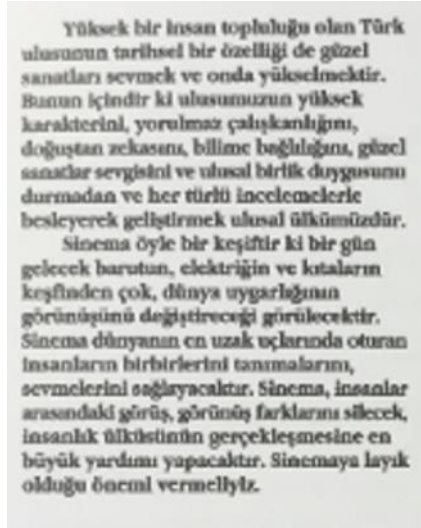 Yüksek bir insan topluluğu olan Türk
ulusunun tarihsel bir özelliği de güzel
sanatları sevmek ve onda yükselmektir.
Bunun içindir ki ulusumuzun yüksek
karakterini, yorulmaz çalışkanlığını,
doğuştan zekasını, bilime bağlılığını, güzel
sanatlar sevgisini ve ulusal birlik duygusunu
durmadan ve her türlü incelemelerle
besleyerek geliştirmek ulusal ülkümüzdür.
Sinema öyle bir keşiftir ki bir gün
gelecek barutun, elektriğin ve kıtaların
keşfinden çok, dünya uygarlığının
görünüşünü değiştireceği görülecektir.
Sinema dünyanın en uzak uçlarında oturan
insanların birbirlerini tanımalarını,
sevmelerini sağlayacaktır. Sinema, insanlar
arasındaki görüş, görünüş farklarını silecek,
insanlık ülküsünün gerçekleşmesine en
büyük yardımı yapacaktır. Sinemaya layık
olduğu önemi vermeliyiz.